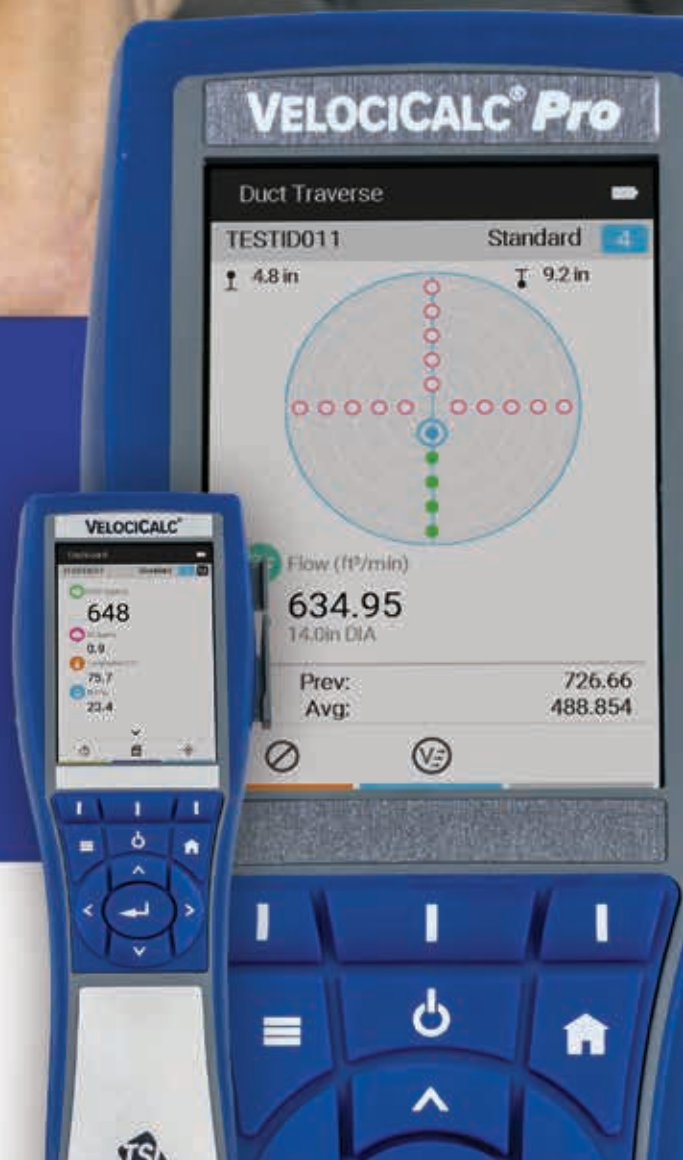 VELOCICALC® Pro
Duct Traverse
TESTID011 Standard 4
4.8 in 9.2 in
Flow (ft³/min)
634.95
14.0in DIA
Prev: 726.66
Avg: 488.854
VELOCICALC®
648
0.9
75.7
23.4
TSI